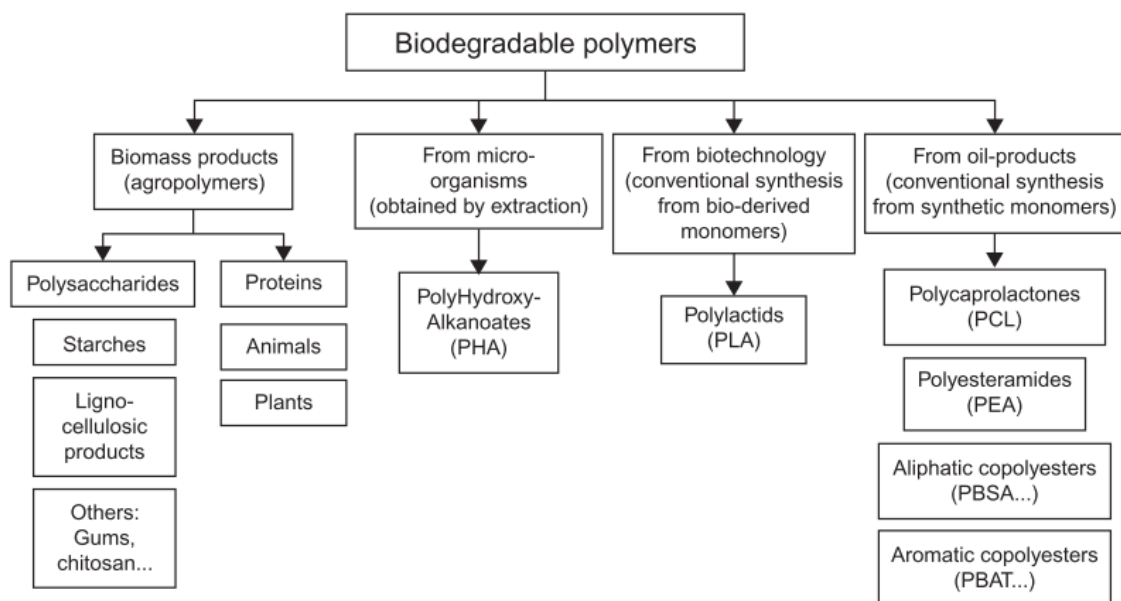 Biodegradable polymers
Biomass products
(agropolymers)
From micro-
organisms
(obtained by extraction)
From biotechnology
(conventional synthesis
from bio-derived
monomers)
From oil-products
(conventional synthesis
from synthetic monomers)
Polysaccharides
Proteins
Starches
Animals
Ligno-
cellulosic
products
Plants
Others:
Gums,
chitosan...
PolyHydroxy-
Alkanoates
(PHA)
Polylactids
(PLA)
Polycaprolactones
(PCL)
Polyesteramides
(PEA)
Aliphatic copolyesters
(PBSA...)
Aromatic copolyesters
(PBAT...)